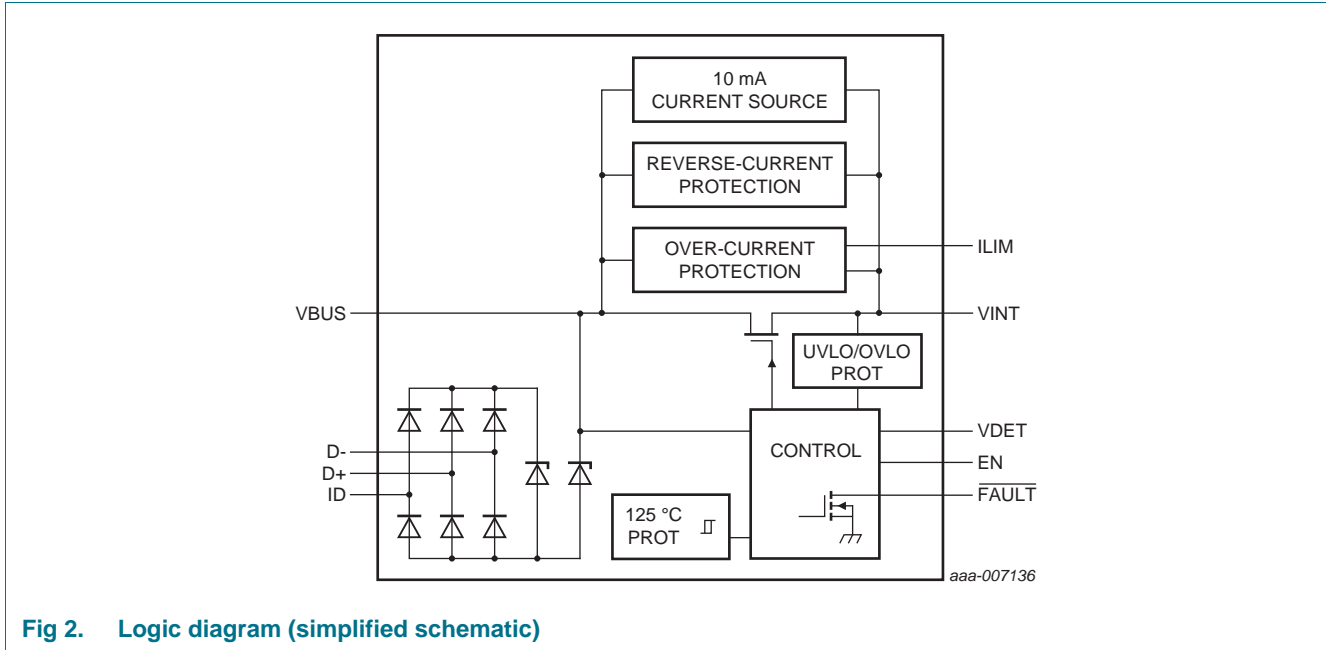 10 mA
CURRENT SOURCE
REVERSE-CURRENT
PROTECTION
OVER-CURRENT
PROTECTION
ILIM
VBUS
VINT
UVLO/OVLO
PROT
VDET
CONTROL
EN
FAULT
D-
D+
ID
125 °C
PROT
aaa-007136
Fig 2. Logic diagram (simplified schematic)